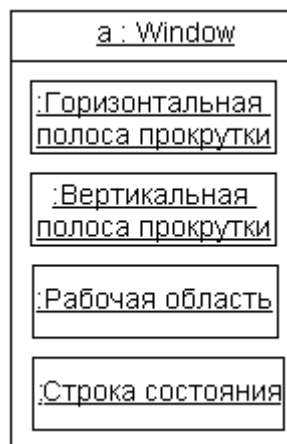 a : Window
:Горизонтальная
полоса прокрутки
:Вертикальная
полоса прокрутки
:Рабочая область
:Строка состояния